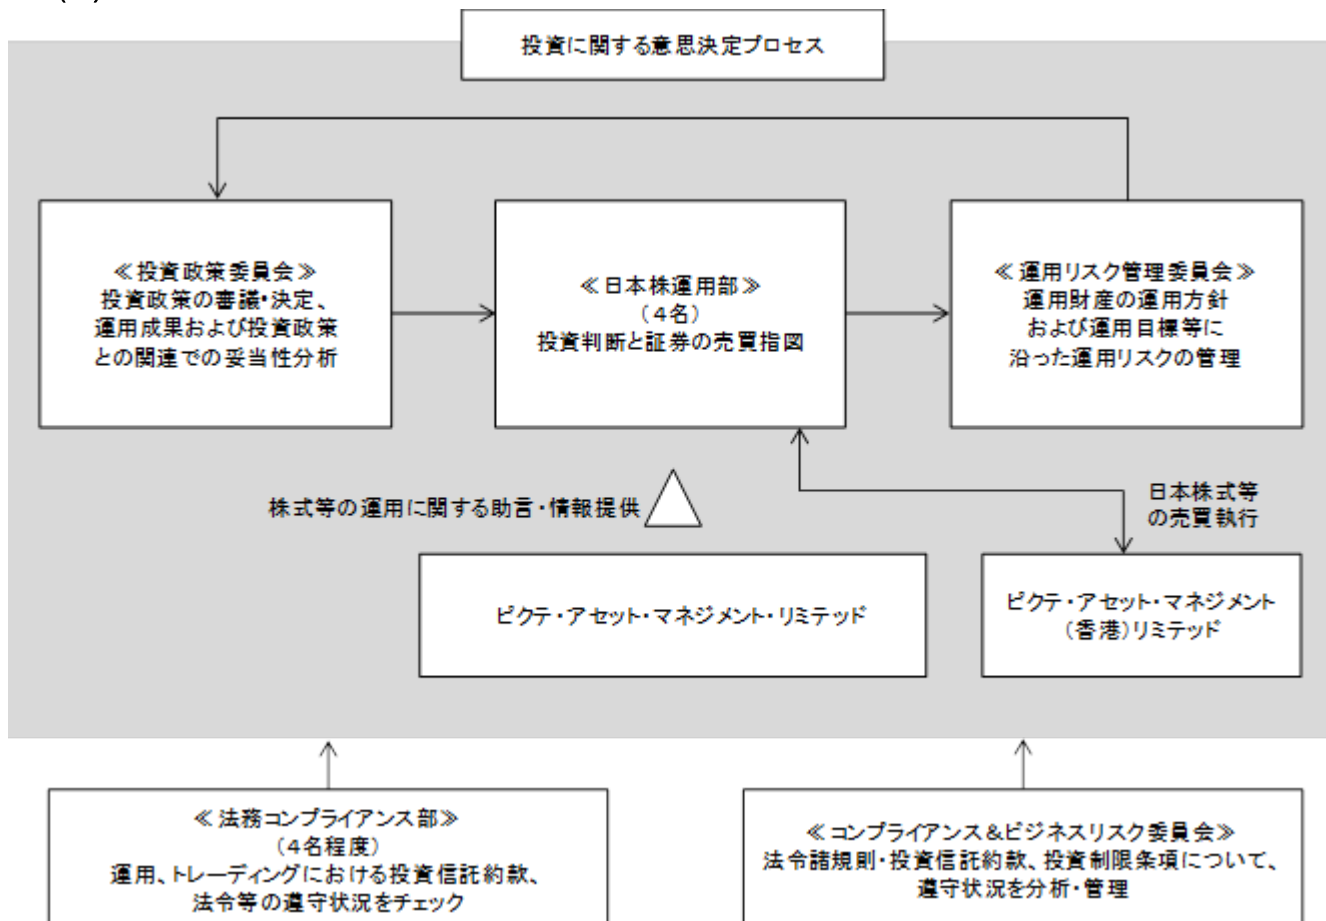 投資に関する意思決定プロセス
≪投資政策委員会≫
投資政策の審議・決定、
運用成果および投資政策
との関連での妥当性分析
≪日本株運用部≫
(4名)
投資判断と証券の売買指図
≪運用リスク管理委員会≫
運用財産の運用方針
および運用目標等に
沿った運用リスクの管理
株式等の運用に関する助言・情報提供
日本株式等
の売買執行
ピクテ・アセット・マネジメント・リミテッド
ピクテ・アセット・マネジメント
(香港)リミテッド
≪法務コンプライアンス部≫
(4名程度)
運用、トレーディングにおける投資信託約款、
法令等の遵守状況をチェック
≪コンプライアンス&ビジネスリスク委員会≫
法令諸規則・投資信託約款、投資制限条項について、
遵守状況を分析・管理